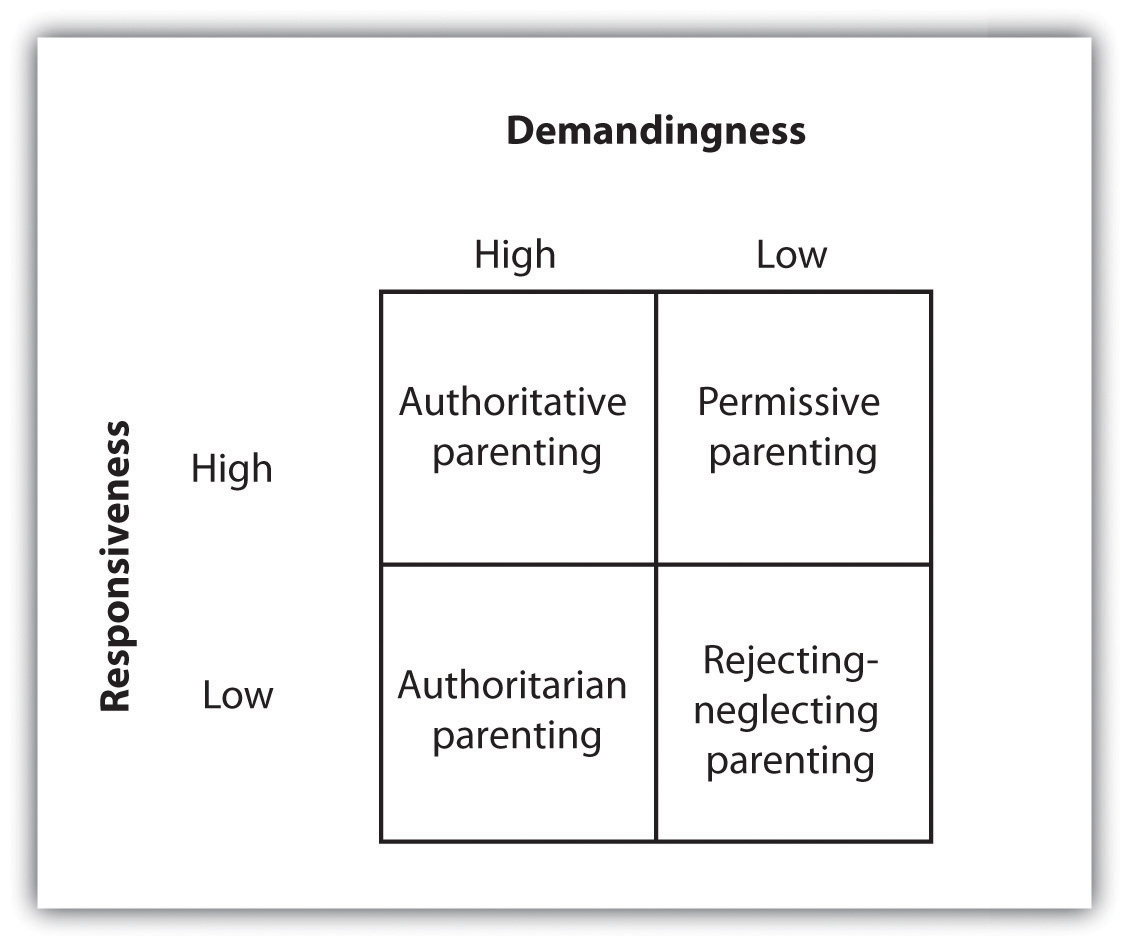 Demandingness
High
Low
Responsiveness
High
Authoritative
parenting
Permissive
parenting
Low
Authoritarian
parenting
Rejecting-
neglecting
parenting